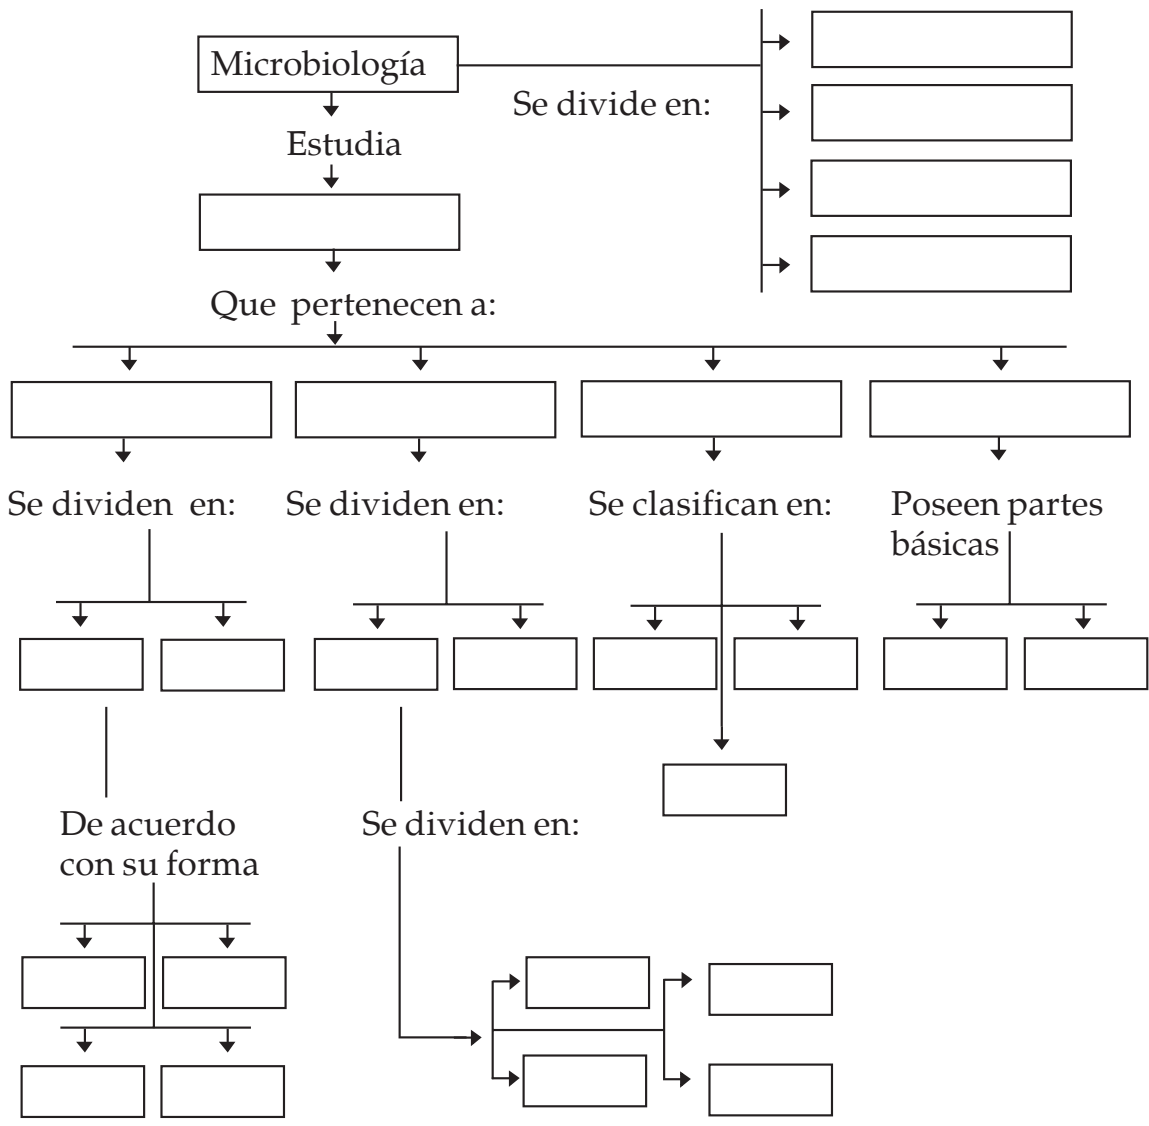 Microbiología
Se divide en:
Estudia
Que pertenecen a:
Se dividen en:
Se dividen en:
Se clasifican en:
Poseen partes
básicas
De acuerdo
con su forma
Se dividen en: